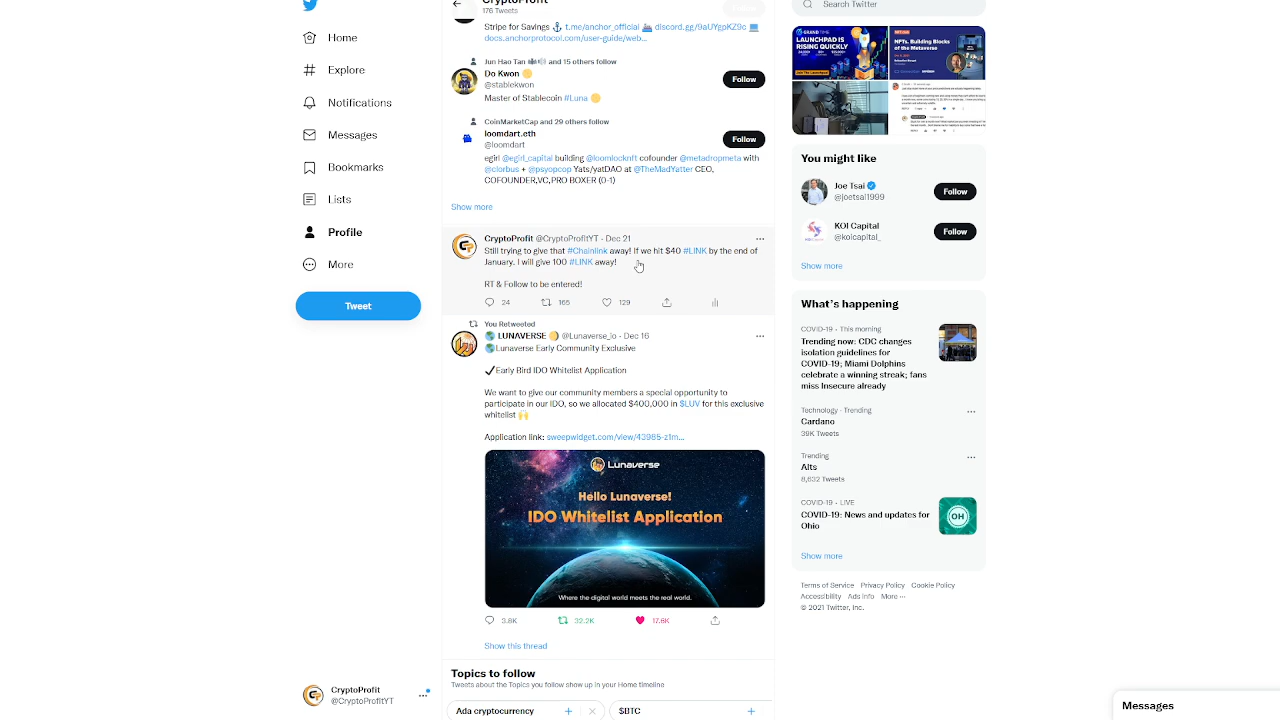 CryptoProfit
176 Tweets
Search Twitter
Home
Explore
Notifications
Messages
Bookmarks
Lists
Profile
More
Tweet
CryptoProfit
@CryptoProfitYT
Stripe for Savings ⚓ t.me/anchor_official discord.gg/9aUYgpKZ9c
docs.anchorprotocol.com/user-guide/web...
Jun Hao Tan and 15 others follow
Do Kwon
@stablekwon
Follow
Master of Stablecoin #Luna
CoinMarketCap and 29 others follow
loomdart.eth
@loomdart
Follow
egirl @egirl_capital building @loomlocknft cofounder @metadropmeta with
@clorbus + @psyopcop Yats/yatDAO at @TheMadYatter CEO,
COFOUNDER,VC,PRO BOXER (0-1)
Show more
CryptoProfit @CryptoProfitYT · Dec 21
Still trying to give that #Chainlink away! If we hit $40 #LINK by the end of
January. I will give 100 #LINK away!
RT & Follow to be entered!
24 165 129
You Retweeted
LUNAVERSE @Lunaverse_io · Dec 16
Lunaverse Early Community Exclusive
✔Early Bird IDO Whitelist Application
We want to give our community members a special opportunity to
participate in our IDO, so we allocated $400,000 in $LUV for this exclusive
whitelist
Application link: sweepwidget.com/view/43985-z1m...
Lunaverse
Hello Lunaverse!
IDO Whitelist Application
Where the digital world meets the real world.
3.8K 32.2K 17.6K
Show this thread
Topics to follow
Tweets about the Topics you follow show up in your Home timeline
Ada cryptocurrency
$BTC
GRAND TIME
LAUNCHPAD IS
RISING QUICKLY
Join The Launchpad
NFTs, Building Blocks
of the Metaverse
You might like
Joe Tsai
@joetsai1999
Follow
KOI Capital
@koicapital_
Follow
Show more
What's happening
COVID-19 · This morning
Trending now: CDC changes
isolation guidelines for
COVID-19; Miami Dolphins
celebrate a winning streak; fans
miss Insecure already
Technology · Trending
Cardano
39K Tweets
Trending
Alts
8,632 Tweets
COVID-19 · LIVE
COVID-19: News and updates for
Ohio
OH
Show more
Terms of Service Privacy Policy Cookie Policy
Accessibility Ads info More ···
© 2021 Twitter, Inc.
Messages